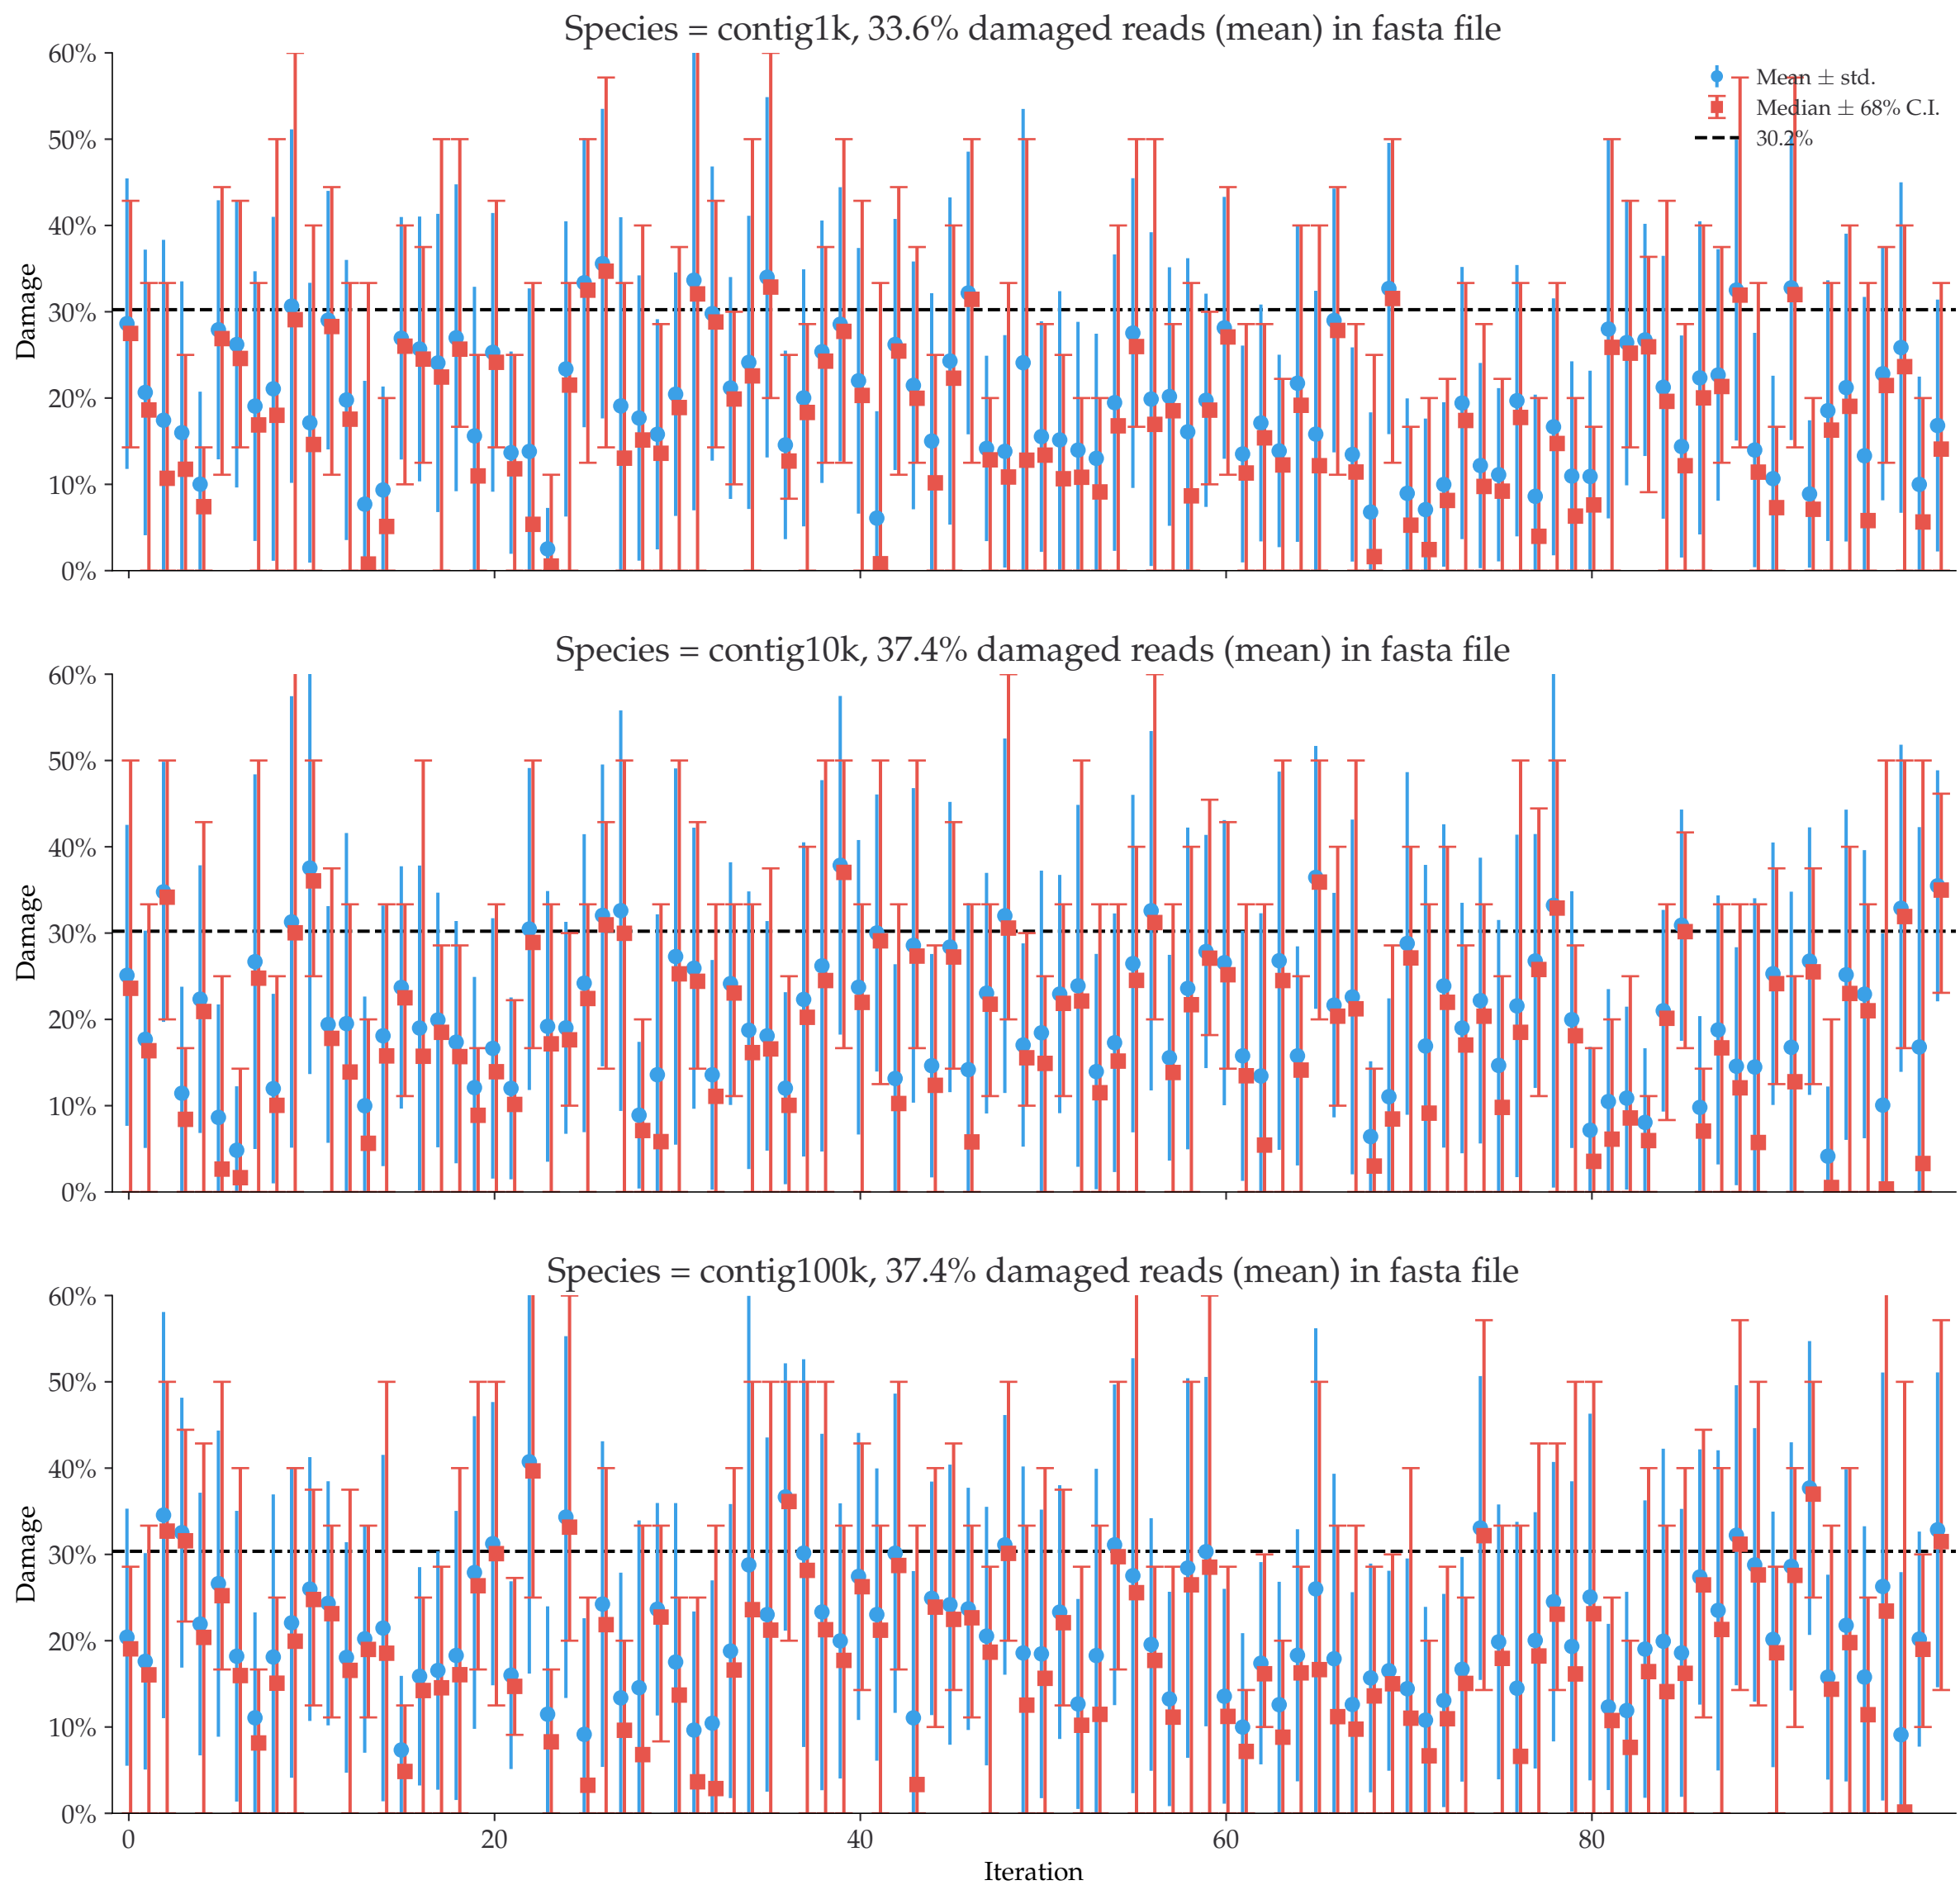 Species = contig1k, 33.6% damaged reads (mean) in fasta file
60%
50%
40%
30%
20%
10%
0%
Damage
Mean ± std.
Median ± 68% C.I.
30.2%
Species = contig10k, 37.4% damaged reads (mean) in fasta file
60%
50%
40%
30%
20%
10%
0%
Damage
Species = contig100k, 37.4% damaged reads (mean) in fasta file
60%
50%
40%
30%
20%
10%
0%
Damage
0 20 40 60 80
Iteration